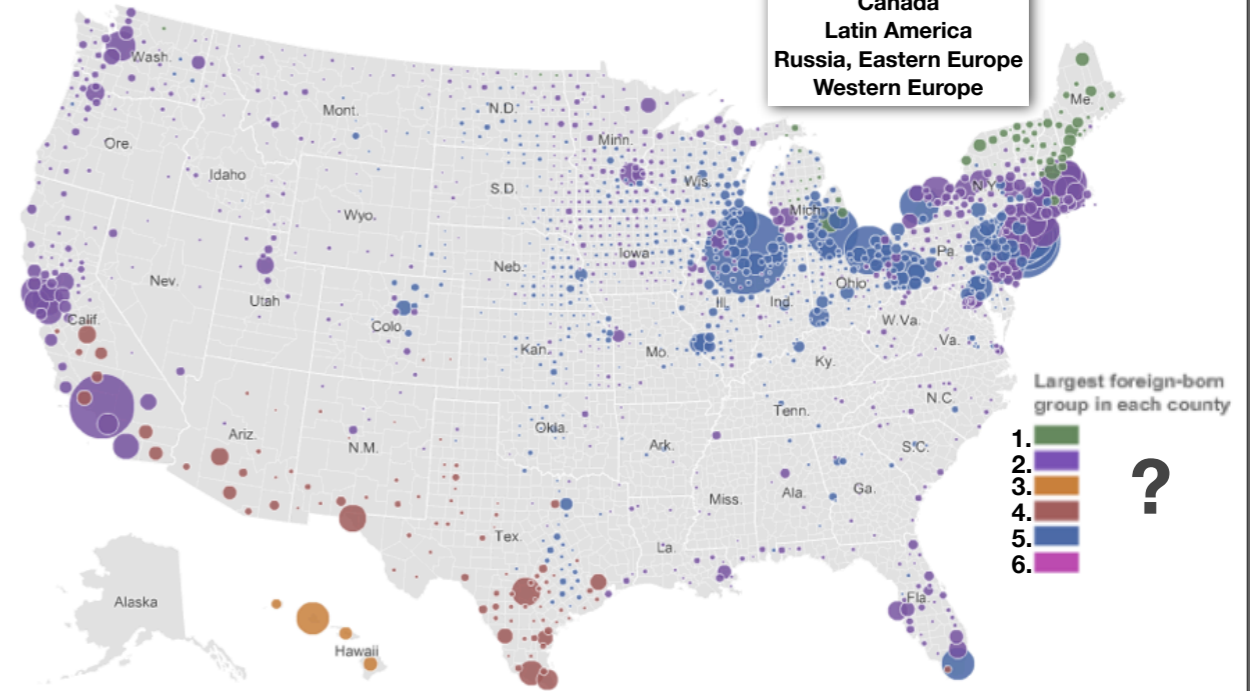 Canada
Latin America
Russia, Eastern Europe
Western Europe
Wash.
Mont.
N.D.
Minn.
Me.
Ore.
Idaho
S.D.
Wis.
N.Y.
Mich.
Wyo.
Iowa
Neb.
Pa.
Nev.
Utah
Ohio
Ill.
Ind.
Calif.
Colo.
W.Va.
Va.
Kan.
Mo.
Ky.
Largest foreign-born
group in each county
N.C.
Tenn.
Ariz.
Okla.
N.M.
Ark.
S.C.
1.
2.
3.
4.
5.
6.
?
Miss.
Ala.
Ga.
Tex.
La.
Fla.
Alaska
Hawaii